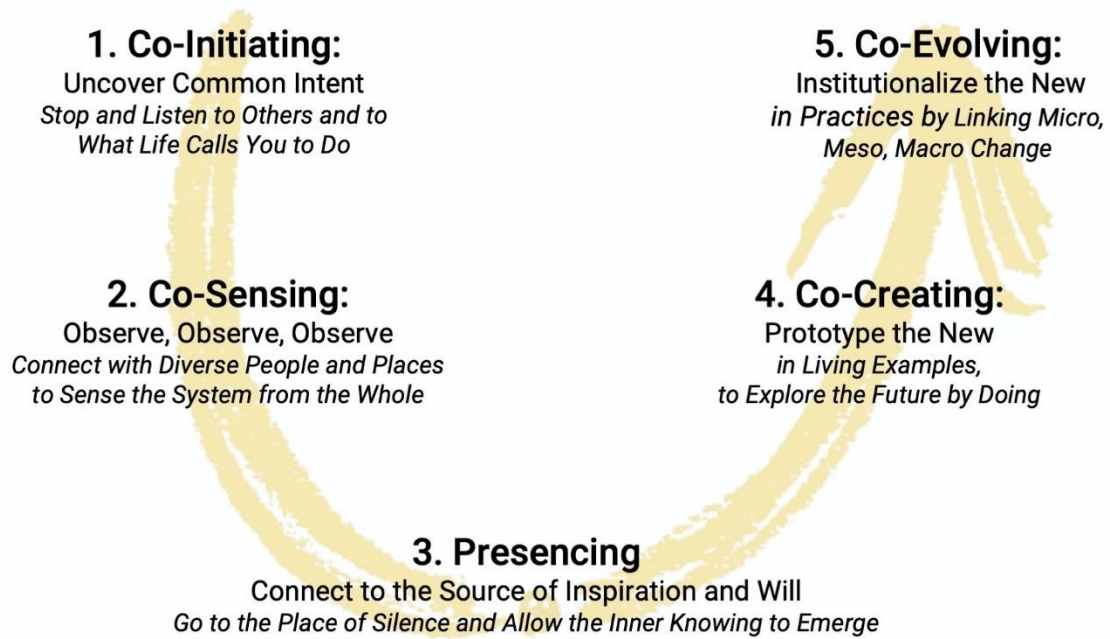 1. Co-Initiating:
Uncover Common Intent
Stop and Listen to Others and to
What Life Calls You to Do
2. Co-Sensing:
Observe, Observe, Observe
Connect with Diverse People and Places
to Sense the System from the Whole
3. Presencing
Connect to the Source of Inspiration and Will
Go to the Place of Silence and Allow the Inner Knowing to Emerge
4. Co-Creating:
Prototype the New
in Living Examples,
to Explore the Future by Doing
5. Co-Evolving:
Institutionalize the New
in Practices by Linking Micro,
Meso, Macro Change